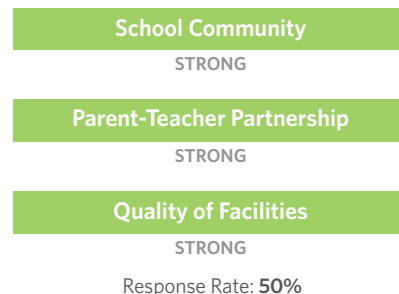 School Community
STRONG
Parent-Teacher Partnership
STRONG
Quality of Facilities
STRONG
Response Rate: 50%